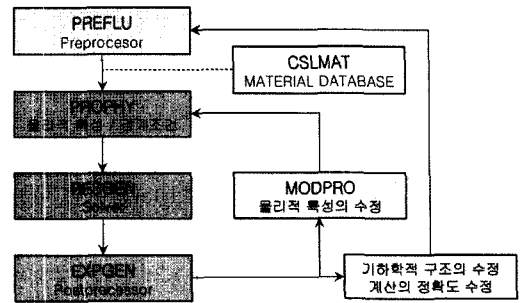 PREFLU
Preprocesor
CSLMAT
MATERIAL DATABASE
PROPHY
MODPRO
물리적 특성의 수정
EXPGEN
Postprocessor
기하학적 구조의 수정
계산의 정확도 수정